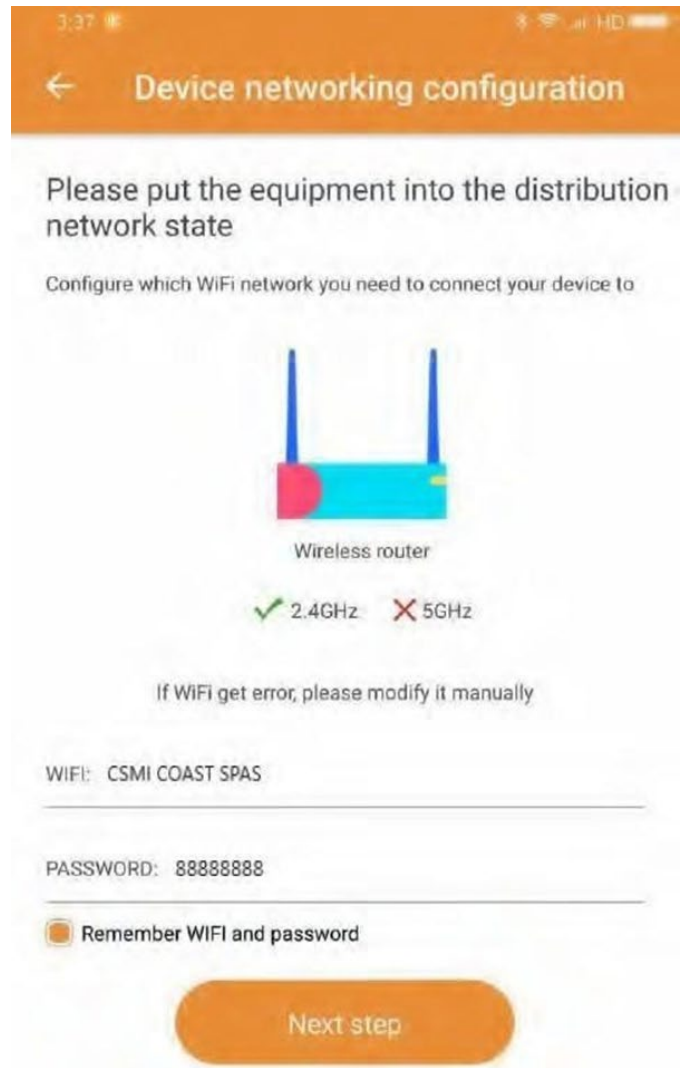 3:37
HD
Device networking configuration
Please put the equipment into the distribution
network state
Configure which WiFi network you need to connect your device to
Wireless router
2.4GHz 5GHz
If WiFi get error, please modify it manually
WIFI: CSMI COAST SPAS
PASSWORD: 88888888
Remember WIFI and password
Next step